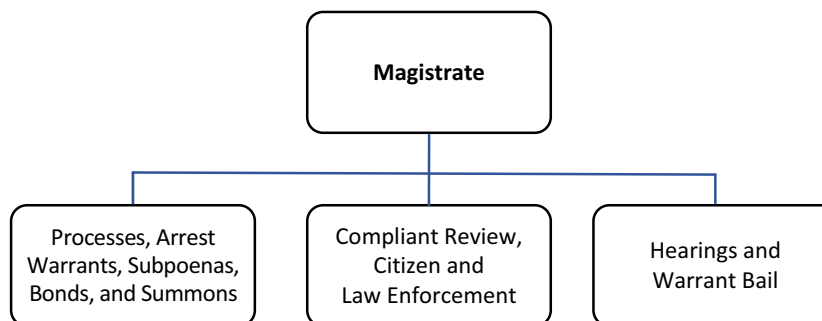 Magistrate
Processes, Arrest
Warrants, Subpoenas,
Bonds, and Summons
Compliant Review,
Citizen and
Law Enforcement
Hearings and
Warrant Bail